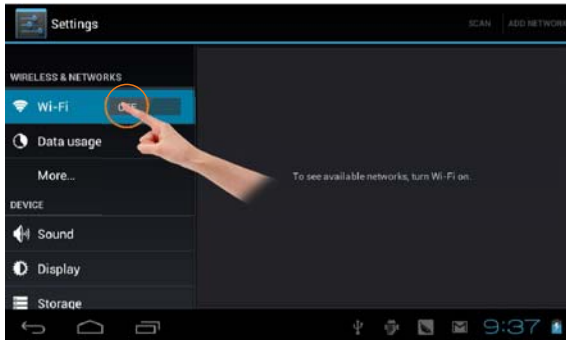 Settings
SCAN
ADD NETWORK
WIRELESS & NETWORKS
Wi-Fi
OFF
Data usage
More...
To see available networks, turn Wi-Fi on.
DEVICE
Sound
Display
Storage
9:37